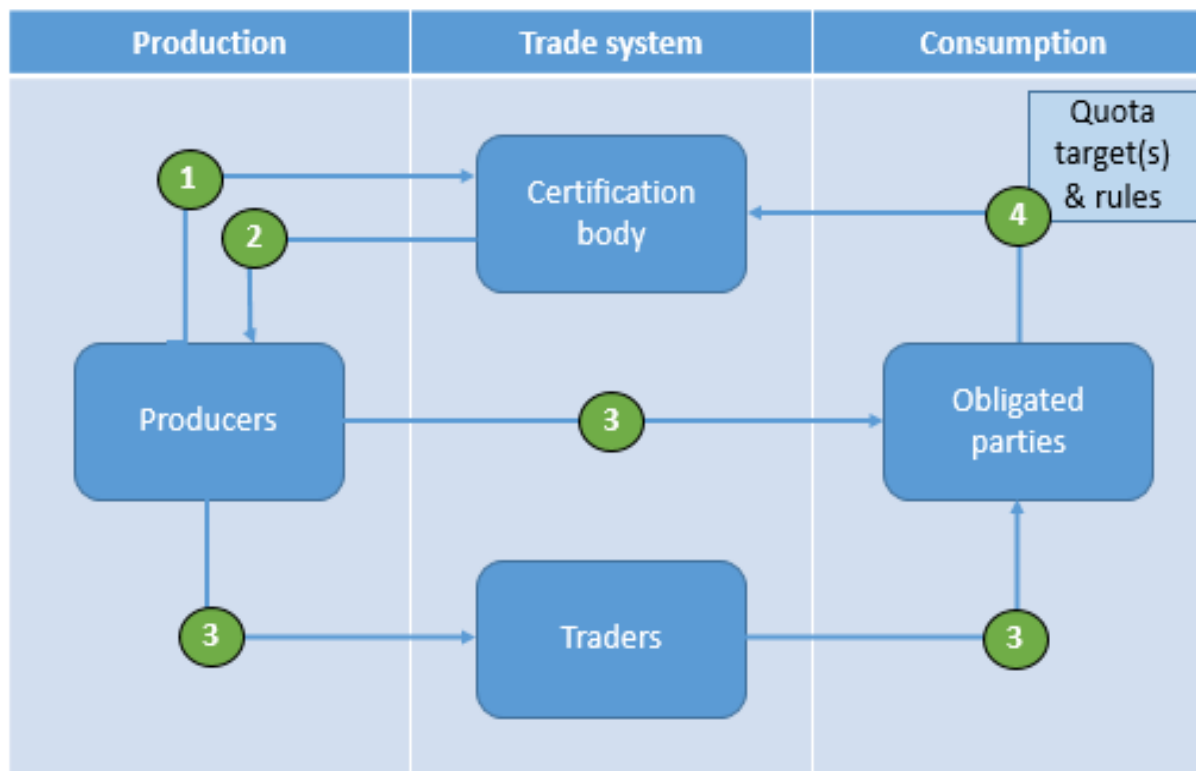 Production
Trade system
Consumption
Quota
target(s)
& rules
1
Certification
body
2
4
Producers
3
Obligated
parties
3
Traders
3